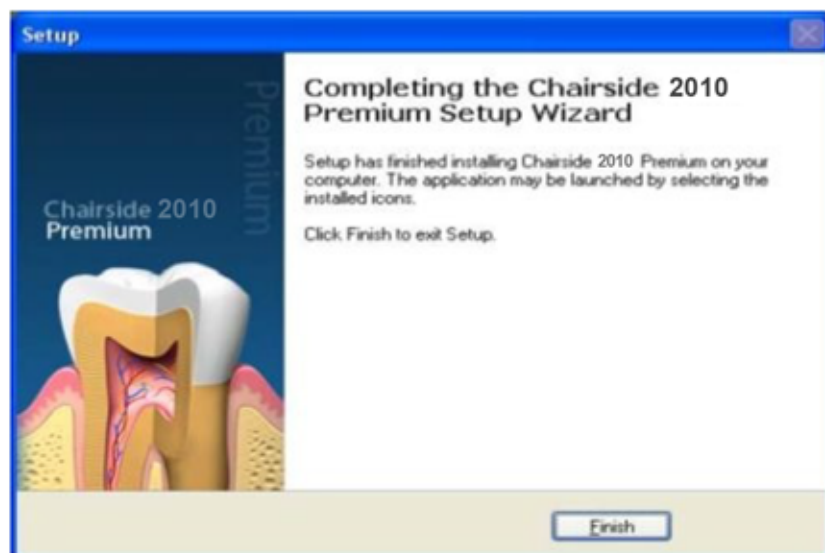 Setup
Premium
Chairside 2010
Premium
Completing the Chairside 2010
Premium Setup Wizard
Setup has finished installing Chairside 2010 Premium on your
computer. The application may be launched by selecting the
installed icons.
Click Finish to exit Setup.
Finish